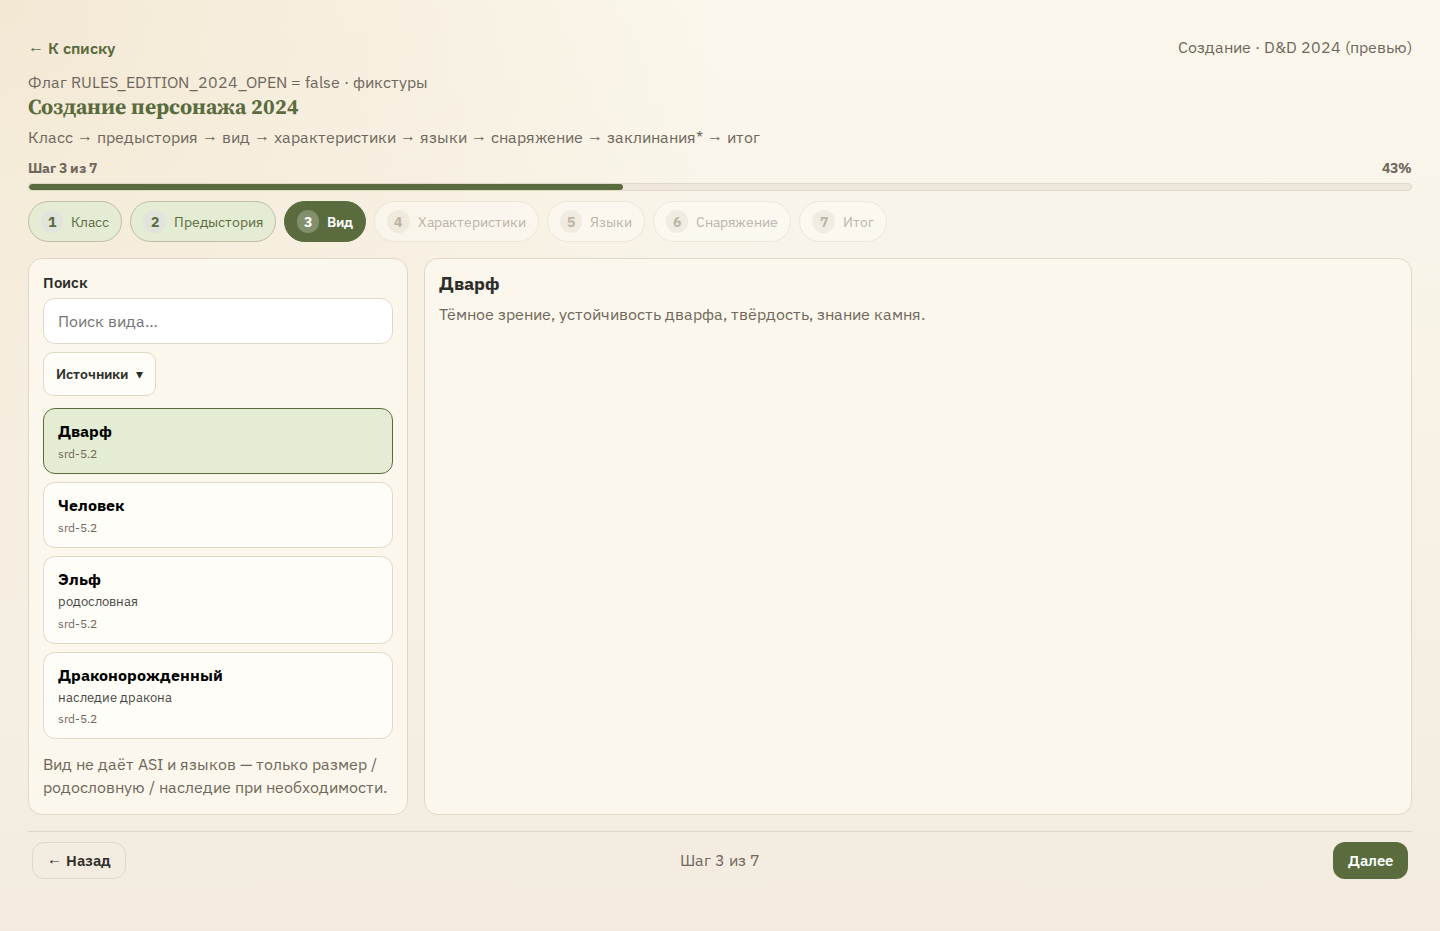 ← К списку
Создание · D&D 2024 (превью)
Флаг RULES_EDITION_2024_OPEN = false · фикстуры
Создание персонажа 2024
Класс → предыстория → вид → характеристики → языки → снаряжение → заклинания* → итог
Шаг 3 из 7
43%
1 Класс
2 Предыстория
3 Вид
4 Характеристики
5 Языки
6 Снаряжение
7 Итог
Поиск
Поиск вида...
Источники ▾
Дварф
srd-5.2
Человек
srd-5.2
Эльф
родословная
srd-5.2
Драконорожденный
наследие дракона
srd-5.2
Вид не даёт ASI и языков — только размер /
родословную / наследие при необходимости.
Дварф
Тёмное зрение, устойчивость дварфа, твёрдость, знание камня.
← Назад
Шаг 3 из 7
Далее